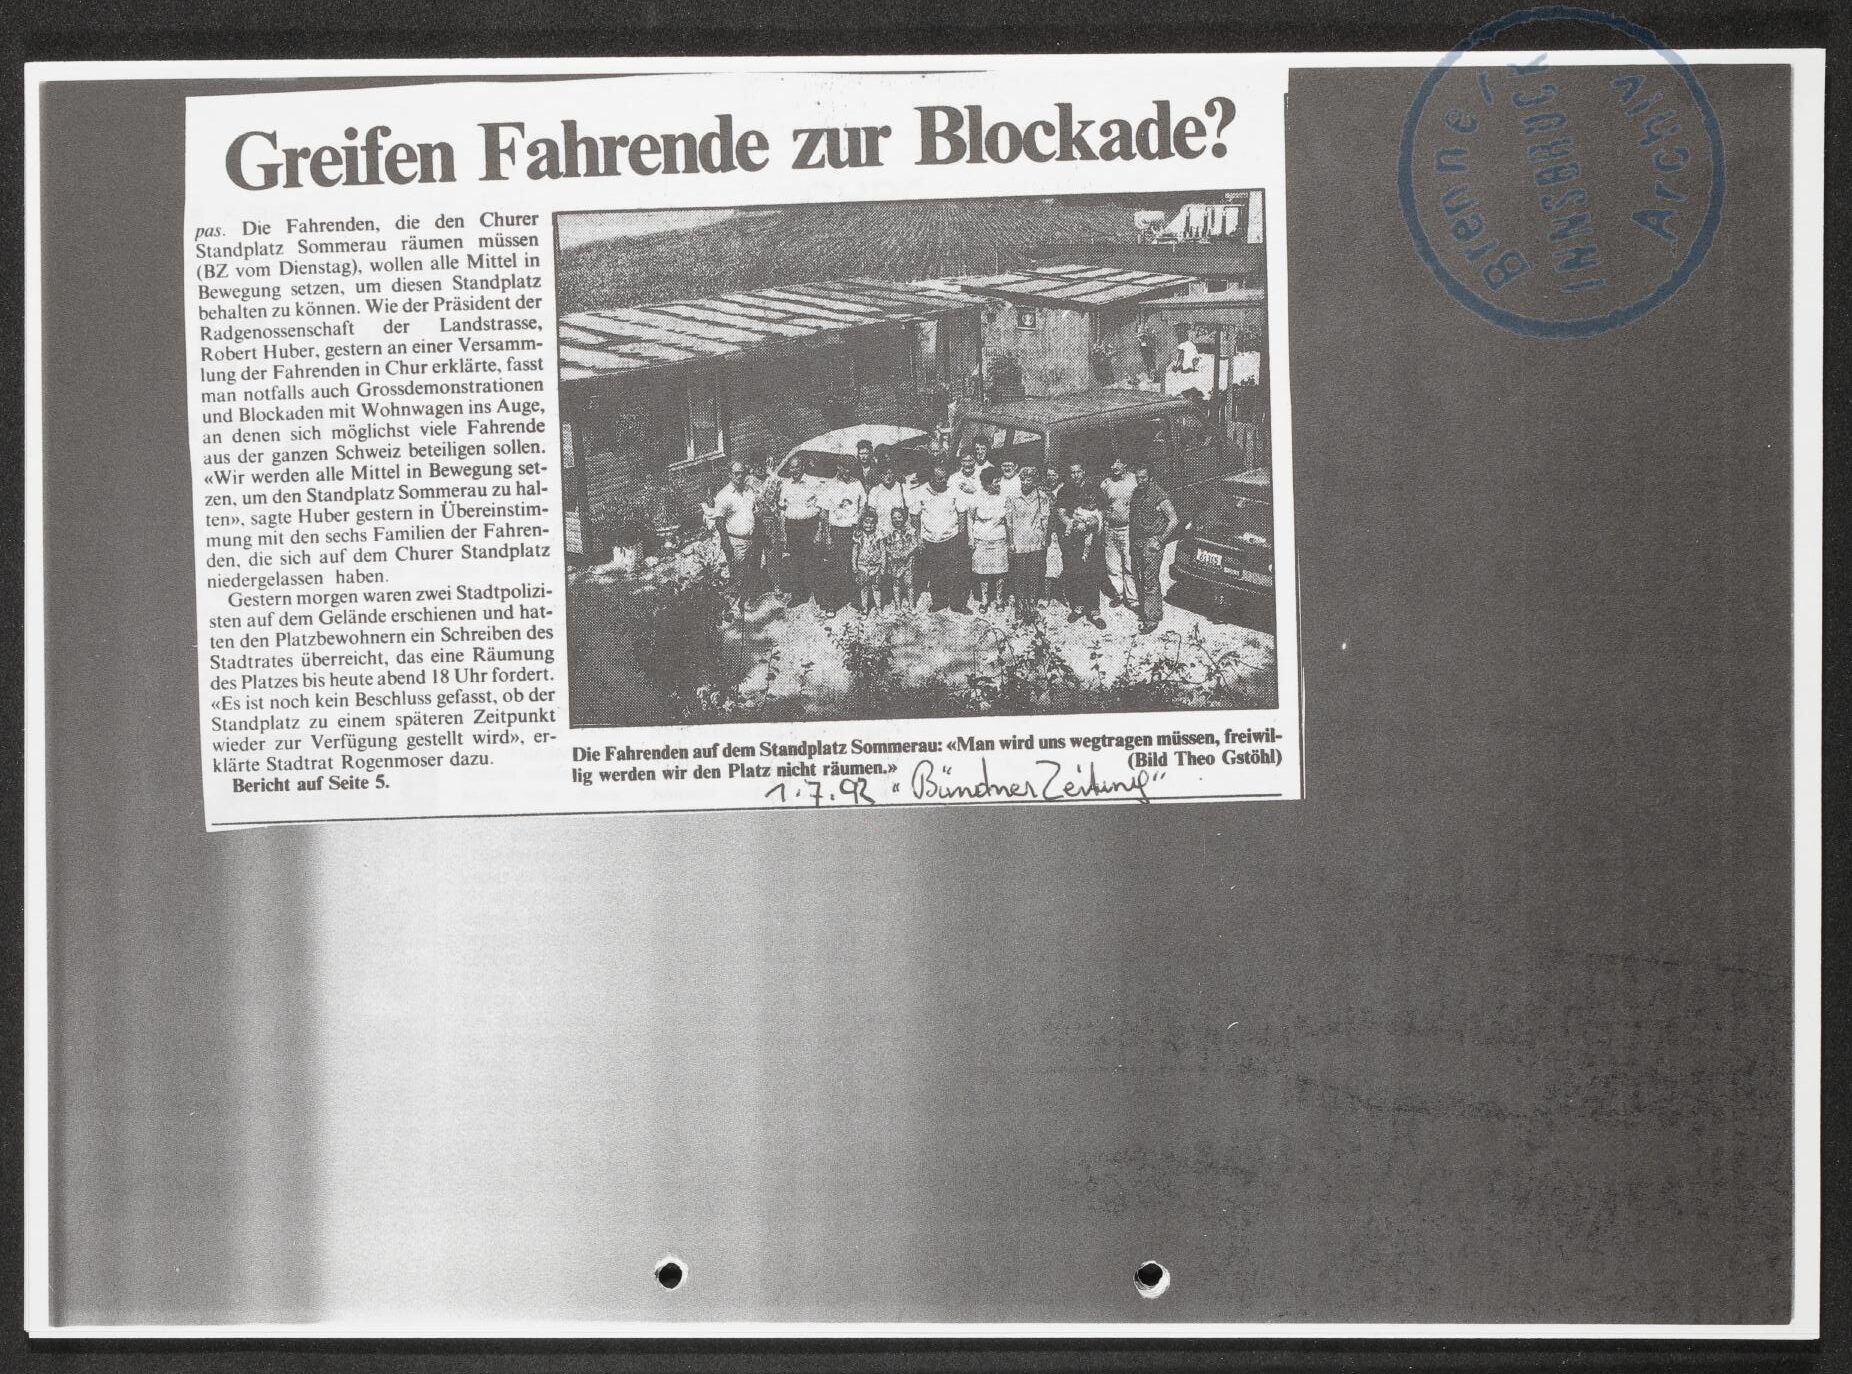 Greifen Fahrende zur Blockade?
pas. Die Fahrenden, die den Churer
Standplatz Sommerau räumen müssen
(BZ vom Dienstag), wollen alle Mittel in
Bewegung setzen, um diesen Standplatz
behalten zu können. Wie der Präsident der
Radgenossenschaft der Landstrasse,
Robert Huber, gestern an einer Versamm-
lung der Fahrenden in Chur erklärte, fasst
man notfalls auch Grossdemonstrationen
und Blockaden mit Wohnwagen ins Auge,
an denen sich möglichst viele Fahrende
aus der ganzen Schweiz beteiligen sollen.
«Wir werden alle Mittel in Bewegung set-
zen, um den Standplatz Sommerau zu hal-
ten», sagte Huber gestern in Übereinstim-
mung mit den sechs Familien der Fahren-
den, die sich auf dem Churer Standplatz
niedergelassen haben.
Gestern morgen waren zwei Stadtpolizi-
sten auf dem Gelände erschienen und hat-
ten den Platzbewohnern ein Schreiben des
Stadtrates überreicht, das eine Räumung
des Platzes bis heute abend 18 Uhr fordert.
«Es ist noch kein Beschluss gefasst, ob der
Standplatz zu einem späteren Zeitpunkt
wieder zur Verfügung gestellt wird», er-
klärte Stadtrat Rogenmoser dazu.
Bericht auf Seite 5.
Die Fahrenden auf dem Standplatz Sommerau: «Man wird uns wegtragen müssen, freiwil-
lig werden wir den Platz nicht räumen.» (Bild Theo Gstöhl)
1.7.92 "Bündner Zeitung"
Brenner-
INNSBRUCK
Archiv